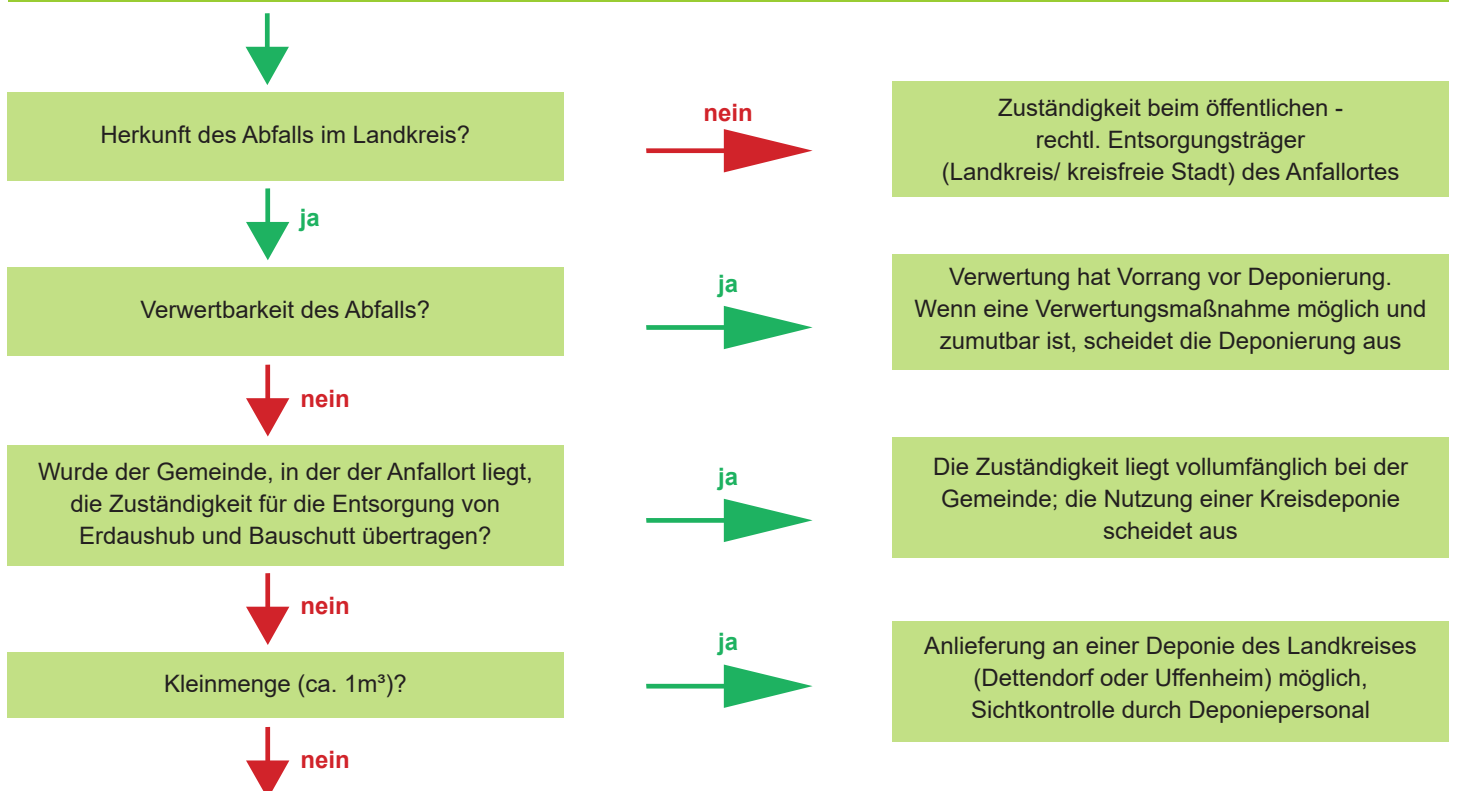 Herkunft des Abfalls im Landkreis?
nein
Zuständigkeit beim öffentlichen -
rechtl. Entsorgungsträger
(Landkreis/ kreisfreie Stadt) des Anfallortes
ja
Verwertbarkeit des Abfalls?
ja
Verwertung hat Vorrang vor Deponierung.
Wenn eine Verwertungsmaßnahme möglich und
zumutbar ist, scheidet die Deponierung aus
nein
Wurde der Gemeinde, in der der Anfallort liegt,
die Zuständigkeit für die Entsorgung von
Erdaushub und Bauschutt übertragen?
ja
Die Zuständigkeit liegt vollumfänglich bei der
Gemeinde; die Nutzung einer Kreisdeponie
scheidet aus
nein
Kleinmenge (ca. 1m³)?
ja
Anlieferung an einer Deponie des Landkreises
(Dettendorf oder Uffenheim) möglich,
Sichtkontrolle durch Deponiepersonal
nein